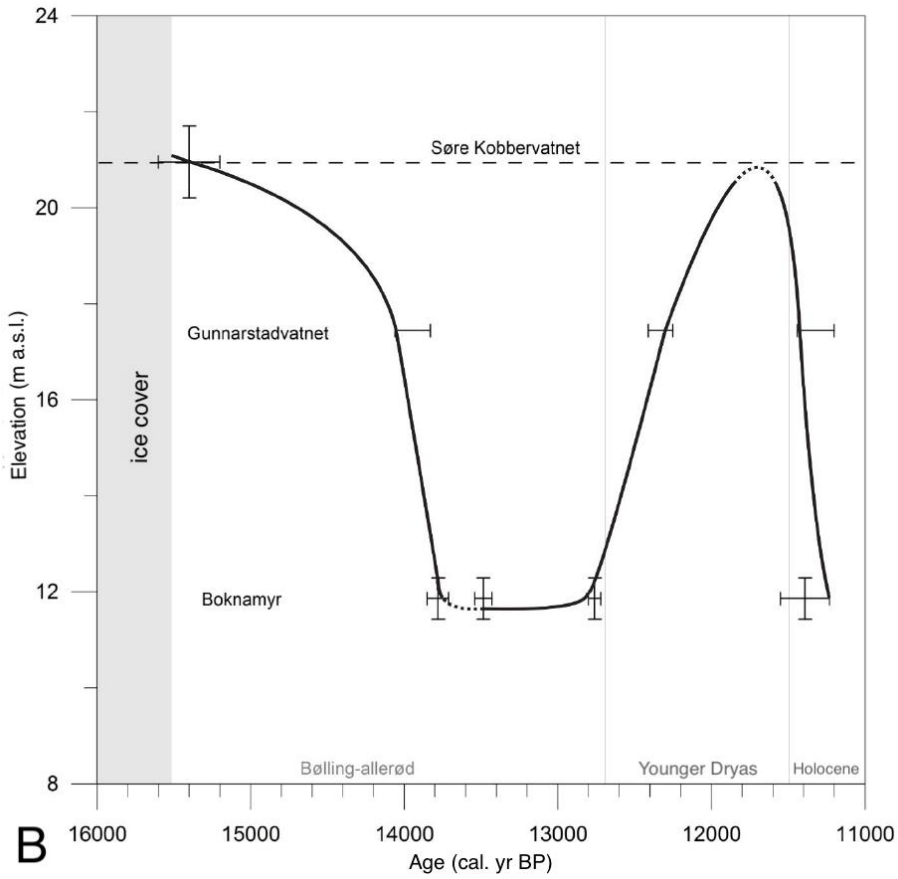 24
20
16
12
8
Elevation (m a.s.l.)
ice cover
Søre Kobbervatnet
Gunnarstadvatnet
Boknamyr
Bølling-allerød
Younger Dryas
Holocene
16000
15000
14000
13000
12000
11000
Age (cal. yr BP)
B